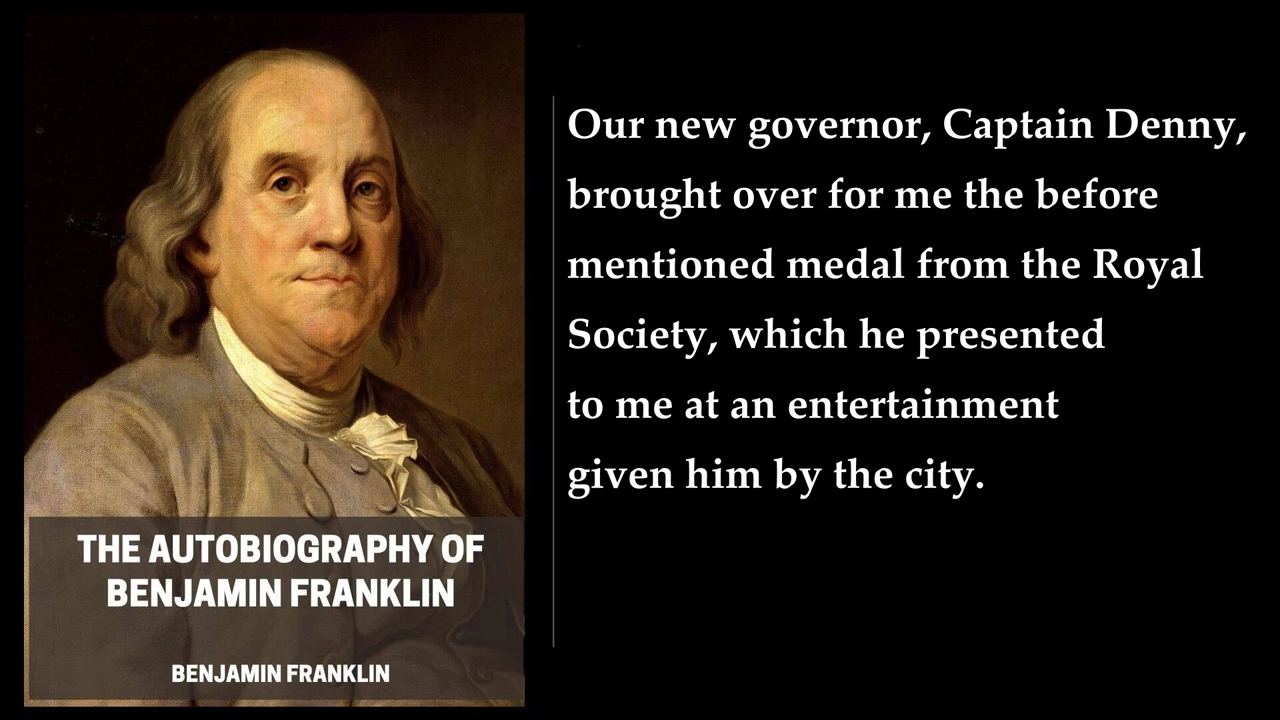 THE AUTOBIOGRAPHY OF
BENJAMIN FRANKLIN
BENJAMIN FRANKLIN
Our new governor, Captain Denny,
brought over for me the before
mentioned medal from the Royal
Society, which he presented
to me at an entertainment
given him by the city.